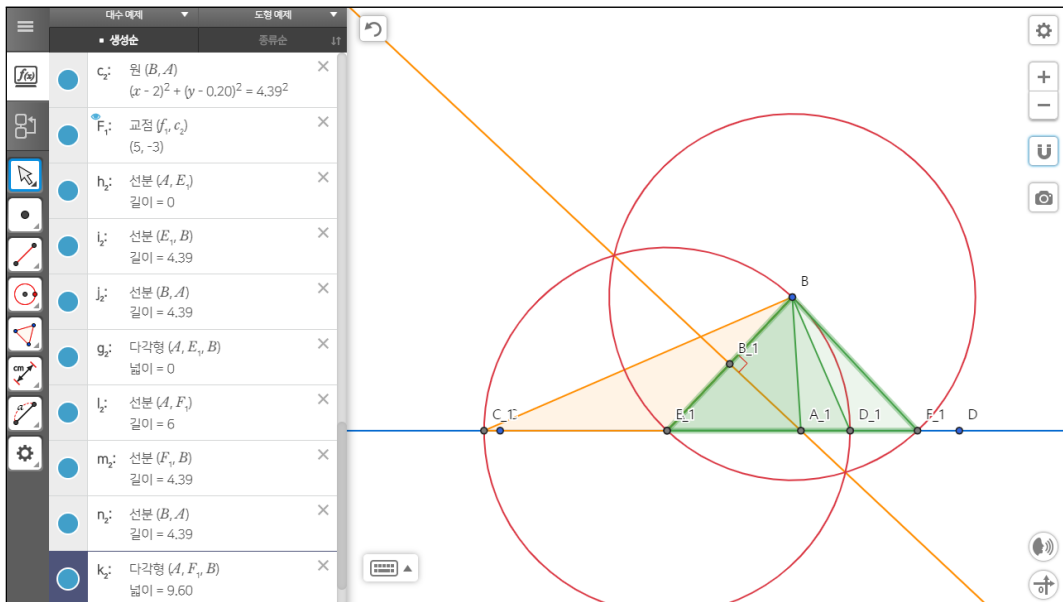 대수 예제 ▼ 도형 예제 ▼
▪ 생성순 종류순 ↓↑
f(x)
c₂: 원 (B, A)
(x - 2)² + (y - 0.20)² = 4.39²
F₁: 교점 (f₁, c₂)
(5, -3)
h₂: 선분 (A, E₁)
길이 = 0
i₂: 선분 (E₁, B)
길이 = 4.39
j₂: 선분 (B, A)
길이 = 4.39
g₂: 다각형 (A, E₁, B)
넓이 = 0
l₂: 선분 (A, F₁)
길이 = 6
m₂: 선분 (F₁, B)
길이 = 4.39
n₂: 선분 (B, A)
길이 = 4.39
k₂: 다각형 (A, F₁, B)
넓이 = 9.60
cm
a
B
B_1
C_1
E_1
A_1
D_1
F_1
D
0